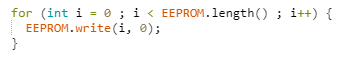 for (int i = 0 ; i < EEPROM.length() ; i++) {
  EEPROM.write(i, 0);
}